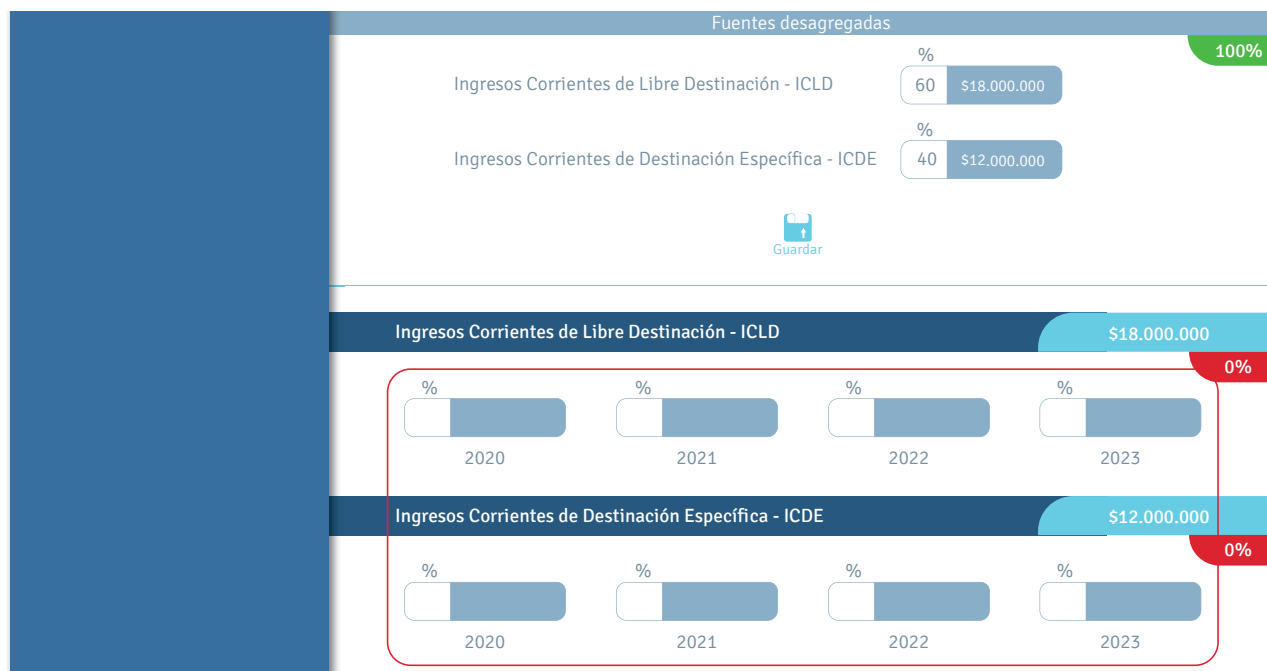 Fuentes desagregadas
100%
%
Ingresos Corrientes de Libre Destinación - ICLD 60 $18.000.000
%
Ingresos Corrientes de Destinación Específica - ICDE 40 $12.000.000
Guardar
Ingresos Corrientes de Libre Destinación - ICLD $18.000.000
0%
% % % %
2020 2021 2022 2023
Ingresos Corrientes de Destinación Específica - ICDE $12.000.000
0%
% % % %
2020 2021 2022 2023